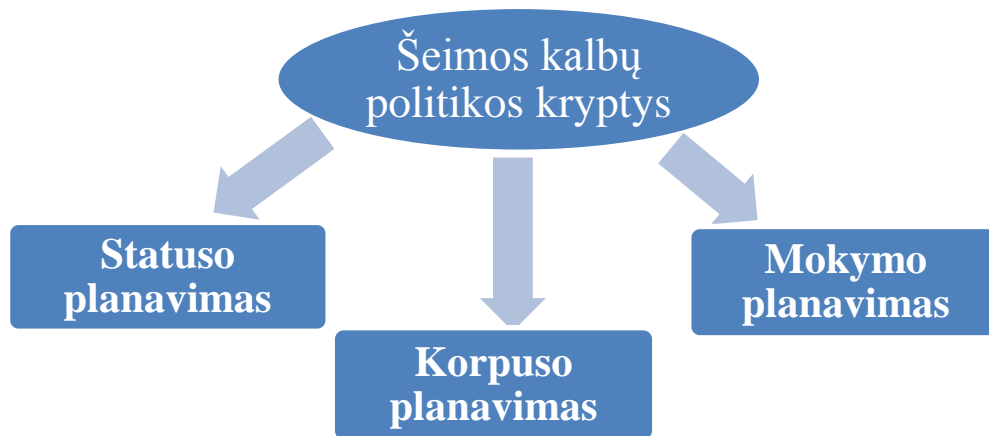 Šeimos kalbų
politikos kryptys
Statuso
planavimas
Mokymo
planavimas
Korpuso
planavimas